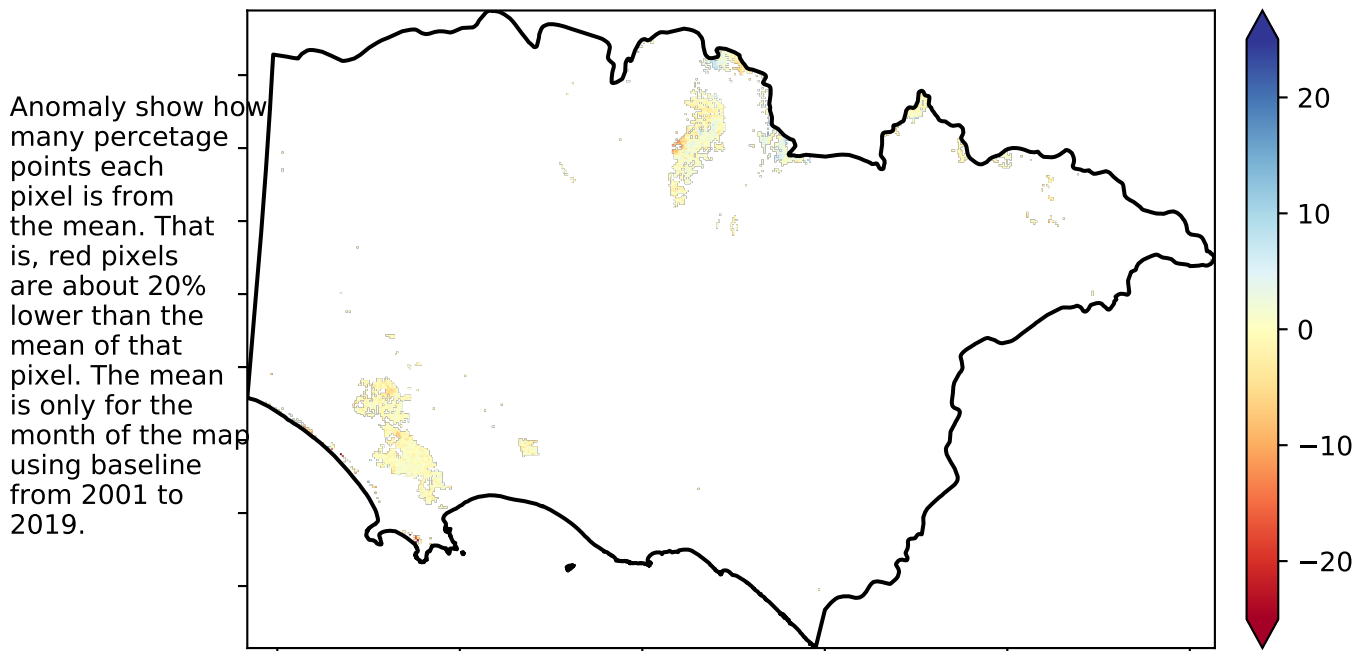 Anomaly show how
many percetage
points each
pixel is from
the mean. That
is, red pixels
are about 20%
lower than the
mean of that
pixel. The mean
is only for the
month of the map
using baseline
from 2001 to
2019.
20
10
0
−10
−20